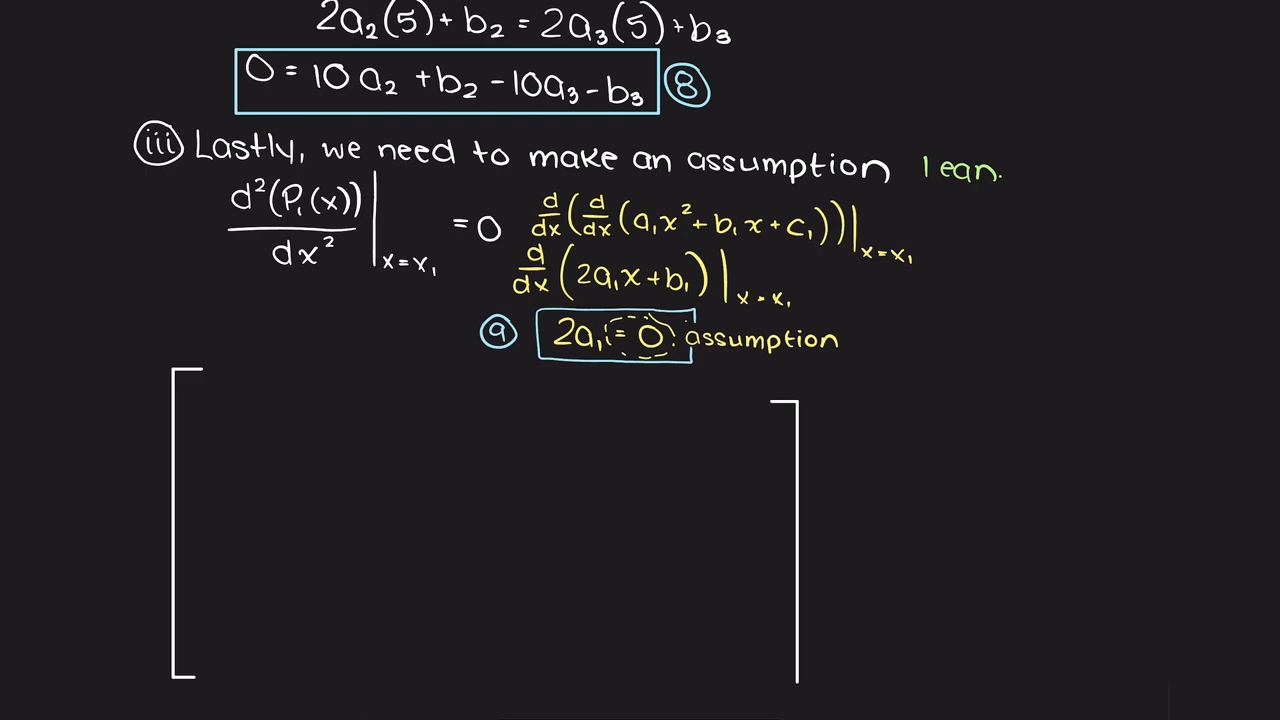 2a₂(5) + b₂ = 2a₃(5) + b₃
0 = 10a₂ + b₂ - 10a₃ - b₃ ⑧
(iii) Lastly, we need to make an assumption 1 eqn.
d²(P₁(x))/dx² |ₓ₌ₓ₁ = 0 d/dx(d/dx(a₁x² + b₁x + c₁))|ₓ₌ₓ₁
d/dx(2a₁x + b₁)|ₓ₌ₓ₁
⑨ 2a₁ = 0 : assumption